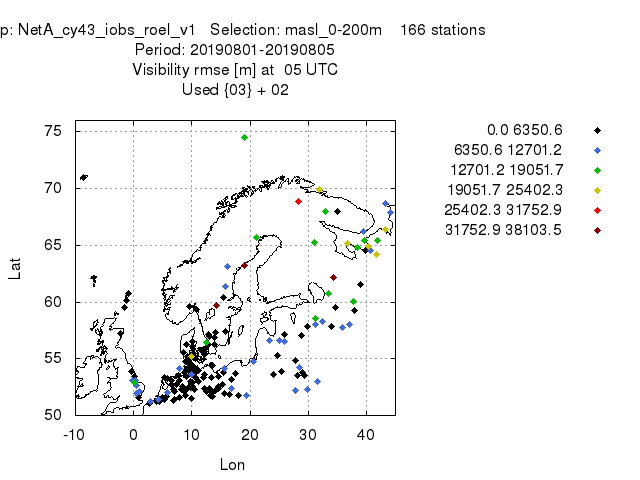 p: NetA_cy43_iobs_roel_v1 Selection: masl_0-200m 166 stations
Period: 20190801-20190805
Visibility rmse [m] at 05 UTC
Used {03} + 02
0.0 6350.6
6350.6 12701.2
12701.2 19051.7
19051.7 25402.3
25402.3 31752.9
31752.9 38103.5
75
70
65
60
55
50
Lat
-10 0 10 20 30 40
Lon